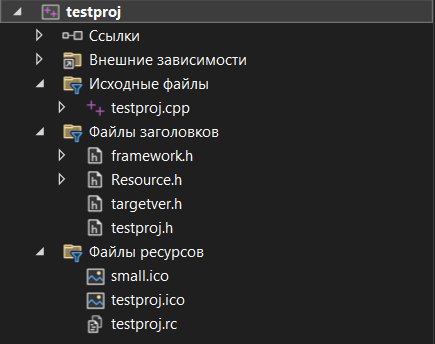 testproj
Ссылки
Внешние зависимости
Исходные файлы
testproj.cpp
Файлы заголовков
framework.h
Resource.h
targetver.h
testproj.h
Файлы ресурсов
small.ico
testproj.ico
testproj.rc